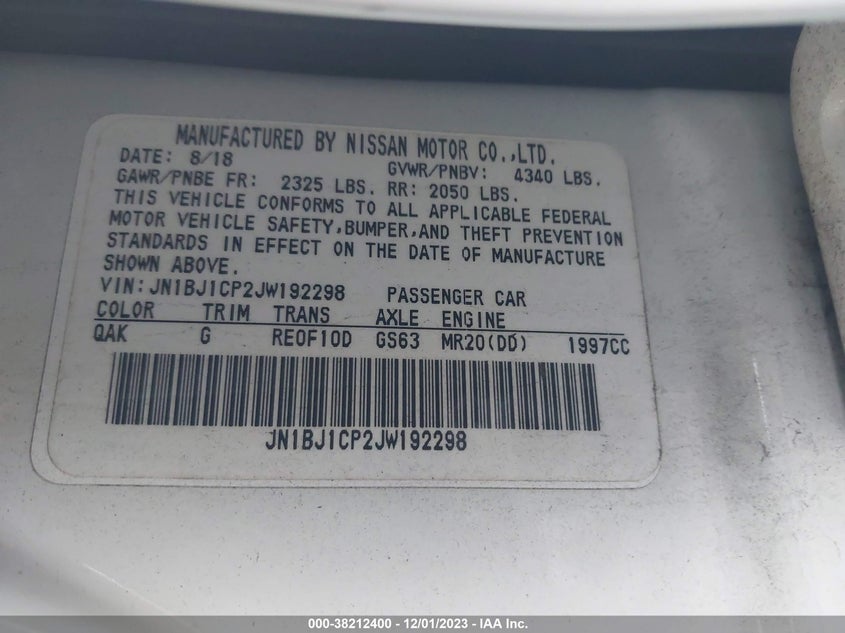 MANUFACTURED BY NISSAN MOTOR CO.,LTD.
DATE: 8/18 GVWR/PNBV: 4340 LBS.
GAWR/PNBE FR: 2325 LBS. RR: 2050 LBS.
THIS VEHICLE CONFORMS TO ALL APPLICABLE FEDERAL
MOTOR VEHICLE SAFETY,BUMPER,AND THEFT PREVENTION
STANDARDS IN EFFECT ON THE DATE OF MANUFACTURE
SHOWN ABOVE.
VIN:JN1BJ1CP2JW192298 PASSENGER CAR
COLOR TRIM TRANS AXLE ENGINE
QAK G RE0F10D GS63 MR20(DD) 1997CC
JN1BJ1CP2JW192298
000-38212400 - 12/01/2023 - IAA Inc.